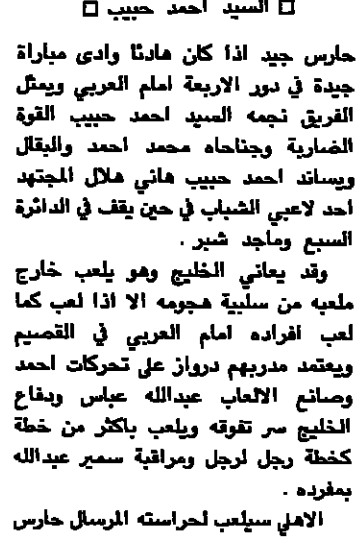 □ السيد احمد حبيب □
حارس جيد اذا كان هادئا وادى مباراة
جيدة في دور الاربعة امام العربي ويمثل
الفريق نجمه السيد احمد حبيب القوة
الضاربة وجناحاه محمد احمد والبقال
ويساند احمد حبيب هاني هلال المجتهد
احد لاعبي الشباب في حين يقف في الدائرة
السبع وماجد شبر .
وقد يعاني الخليج وهو يلعب خارج
ملعبه من سلبية هجومه الا اذا لعب كما
لعب افراده امام العربي في القصيم
ويعتمد مدربهم درواز على تحركات احمد
وصانع الالعاب عبدالله عباس ودفاع
الخليج سر تفوقه ويلعب باكثر من خطة
كخطة رجل لرجل ومراقبة سمير عبدالله
بمفرده .
الاهلي سيلعب لحراسته المرسال حارس